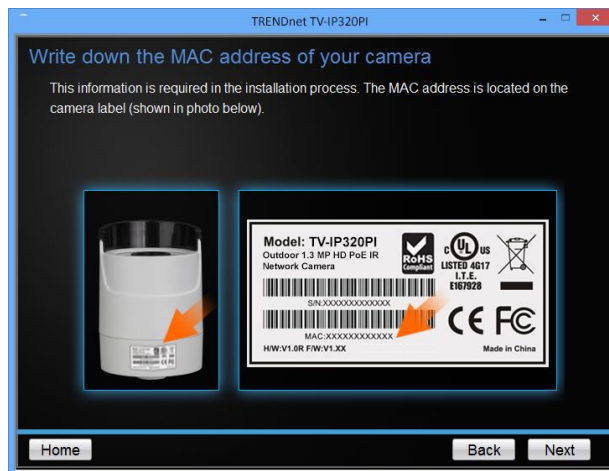 TRENDnet TV-IP320PI
Write down the MAC address of your camera
This information is required in the installation process. The MAC address is located on the
camera label (shown in photo below).
Model: TV-IP320PI
Outdoor 1.3 MP HD PoE IR
Network Camera
RoHS
Compliant
c UL us
LISTED 4G17
I.T.E.
E167928
S/N:XXXXXXXXXXXXX
MAC:XXXXXXXXXXXX
CE FC
H/W:V1.0R F/W:V1.XX
Made in China
Home
Back
Next